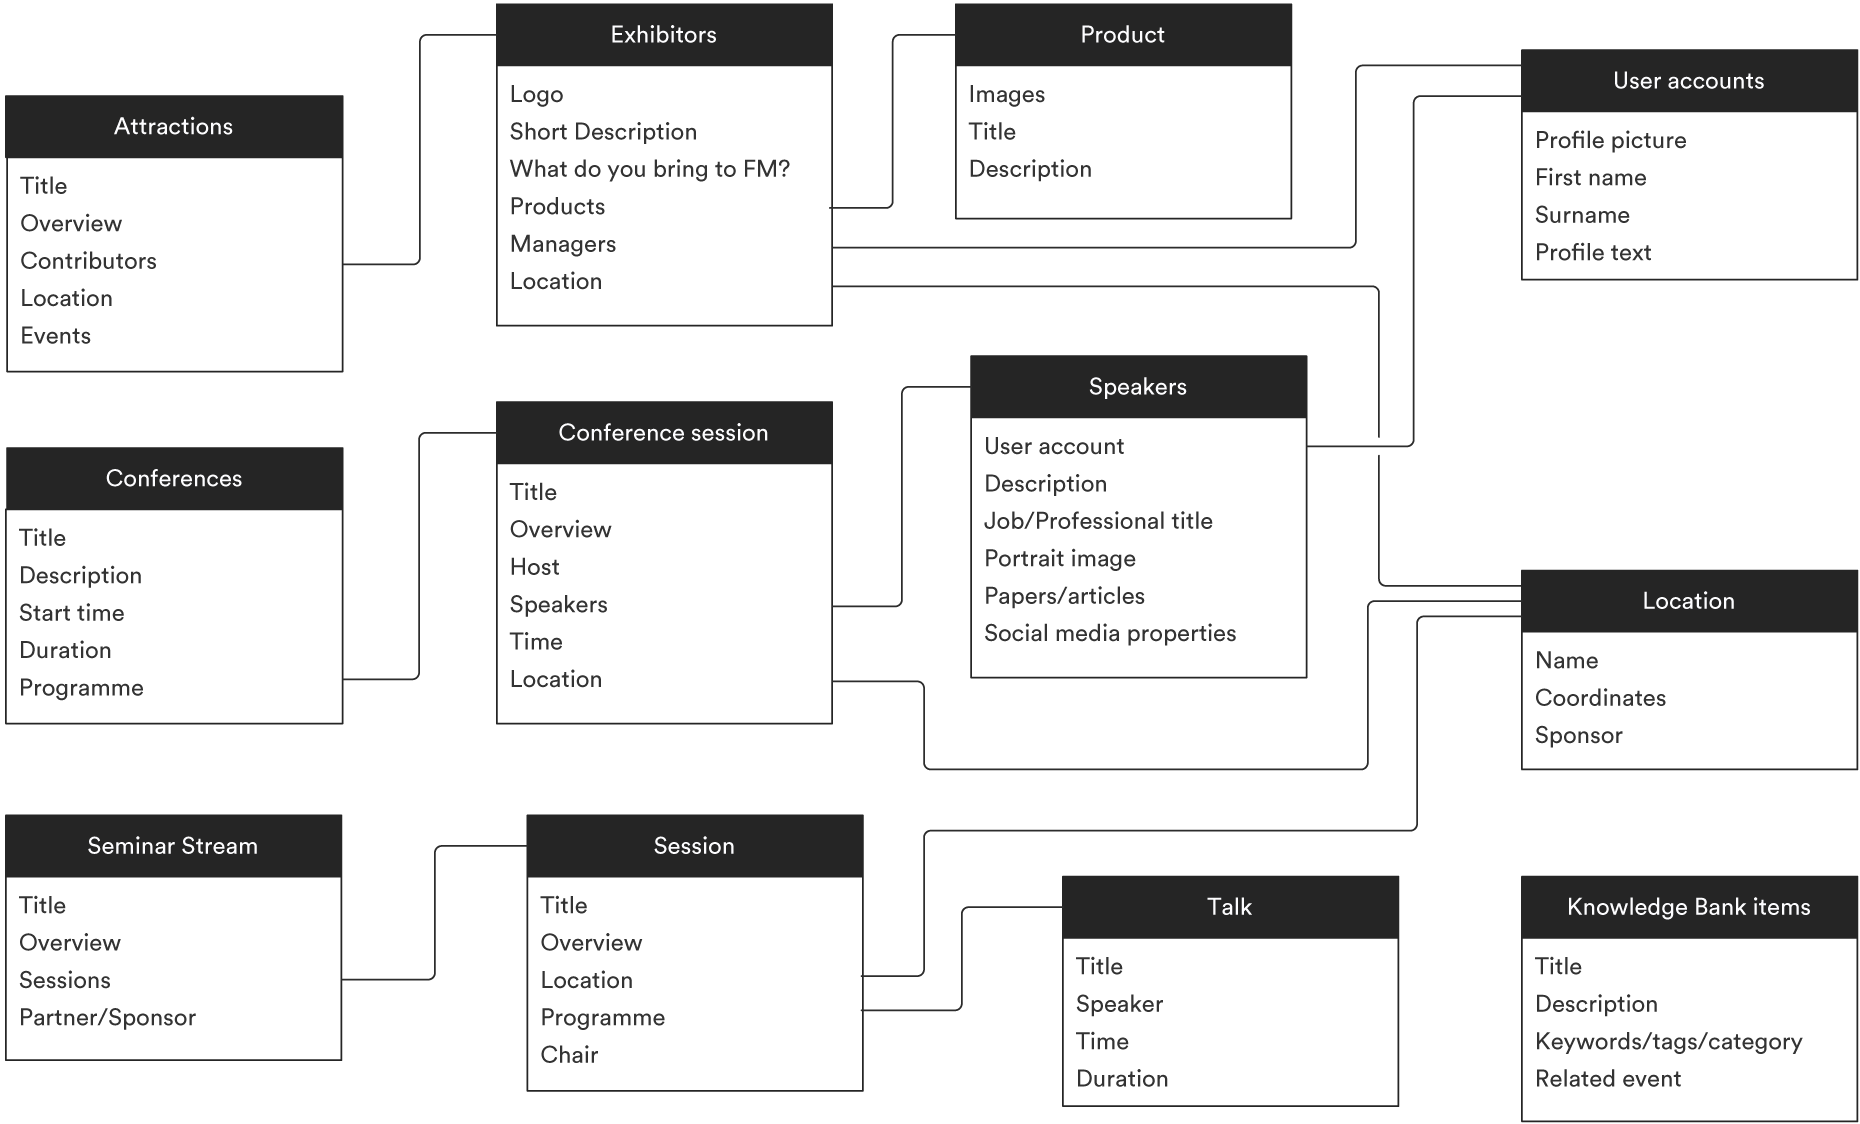 Exhibitors
Logo
Short Description
What do you bring to FM?
Products
Managers
Location
Product
Images
Title
Description
User accounts
Profile picture
First name
Surname
Profile text
Attractions
Title
Overview
Contributors
Location
Events
Speakers
User account
Description
Job/Professional title
Portrait image
Papers/articles
Social media properties
Conference session
Title
Overview
Host
Speakers
Time
Location
Conferences
Title
Description
Start time
Duration
Programme
Location
Name
Coordinates
Sponsor
Seminar Stream
Title
Overview
Sessions
Partner/Sponsor
Session
Title
Overview
Location
Programme
Chair
Talk
Title
Speaker
Time
Duration
Knowledge Bank items
Title
Description
Keywords/tags/category
Related event